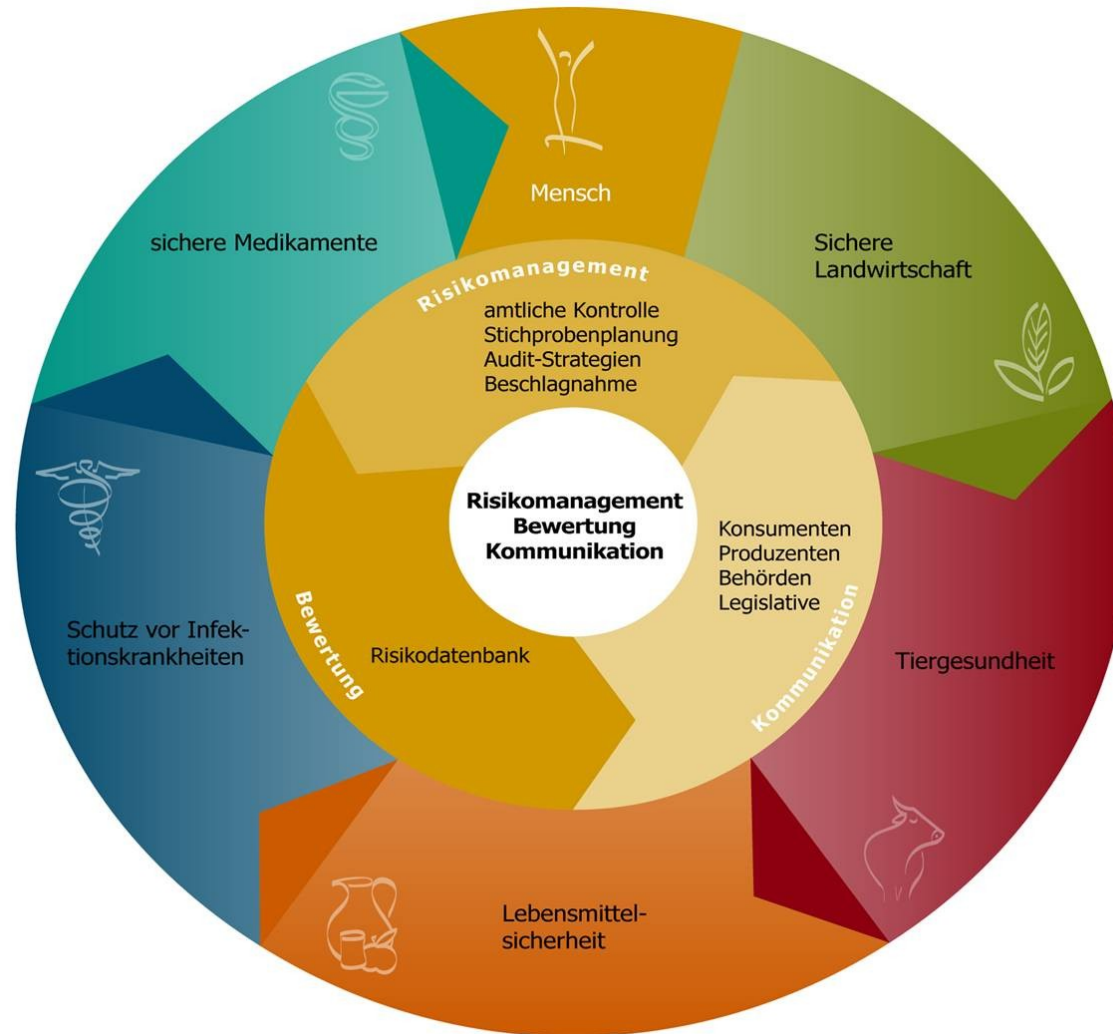 Mensch
sichere Medikamente
Sichere
Landwirtschaft
Risikomanagement
amtliche Kontrolle
Stichprobenplanung
Audit-Strategien
Beschlagnahme
Risikomanagement
Bewertung
Kommunikation
Konsumenten
Produzenten
Behörden
Legislative
Kommunikation
Bewertung
Risikodatenbank
Schutz vor Infek-
tionskrankheiten
Tiergesundheit
Lebensmittel-
sicherheit